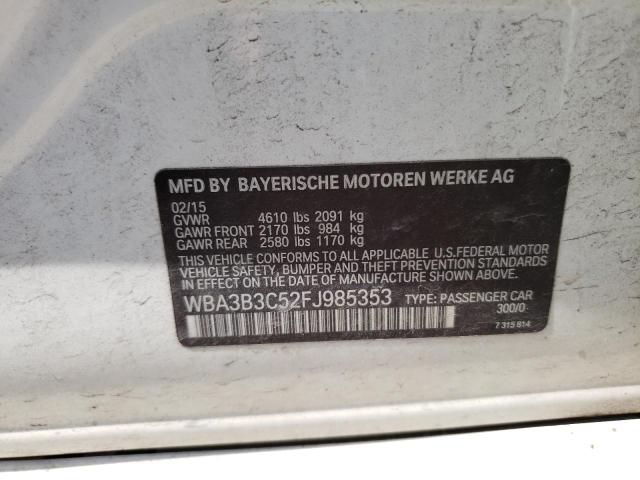 MFD BY BAYERISCHE MOTOREN WERKE AG
02/15
GVWR 4610 lbs 2091 kg
GAWR FRONT 2170 lbs 984 kg
GAWR REAR 2580 lbs 1170 kg
THIS VEHICLE CONFORMS TO ALL APPLICABLE U.S. FEDERAL MOTOR
VEHICLE SAFETY, BUMPER AND THEFT PREVENTION STANDARDS
IN EFFECT ON THE DATE OF MANUFACTURE SHOWN ABOVE.
WBA3B3C52FJ985353 TYPE: PASSENGER CAR
300/0
7 315 814